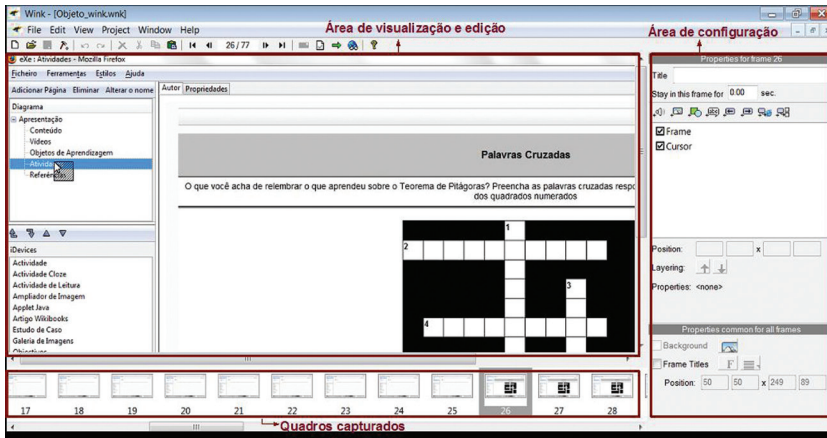 Wink - [Objeto_wink.wnk]
File Edit View Project Window Help
Área de visualização e edição
Área de configuração
26 / 77
eXe : Atividades - Mozilla Firefox
Ficheiro Ferramentas Estilos Ajuda
Adicionar Página Eliminar Alterar o nome
Autor Propriedades
Diagrama
Apresentação
Conteúdo
Vídeos
Objetos de Aprendizagem
Referências
Palavras Cruzadas
O que você acha de relembrar o que aprendeu sobre o Teorema de Pitágoras? Preencha as palavras cruzadas
dos quadrados numerados
1
2
3
4
iDevices
Actividade
Actividade Cloze
Actividade de Leitura
Ampliador de Imagem
Applet Java
Artigo Wikibooks
Estudo de Caso
Galeria de Imagens
Properties for frame 26
Title
Stay in this frame for 0.00 sec.
Frame
Cursor
Position: x
Layering:
Properties: <none>
Properties common for all frames
Background
Frame Titles F
Position: 50 50 x 249 89
17 18 19 20 21 22 23 24 25 26 27 28
Quadros capturados